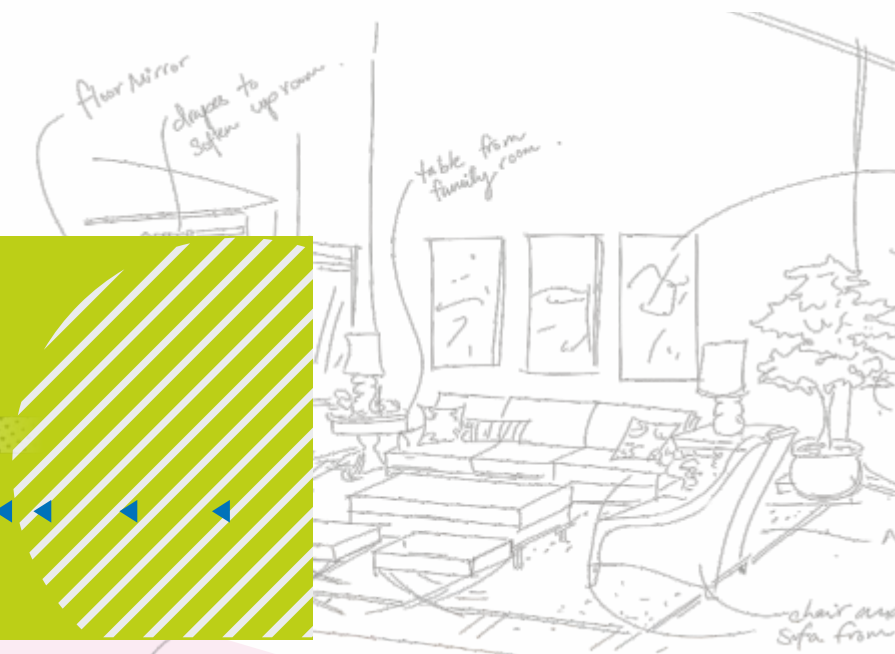 floor Mirror
drapes to
soften up room.
table from
family room.
chair and
sofa from